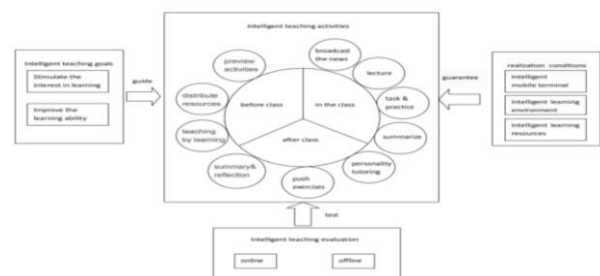 Intelligent teaching activities
Intelligent teaching goals
Stimulate the
interest in learning
Improve the
learning ability
guide
preview
activities
distribute
resources
teaching
by learning
summary&
reflection
before class
In the class
after class
broadcast
the news
lecture
task &
practice
summarize
personality
tutoring
push
exercises
guarantee
realization conditions
Intelligent
mobile terminal
Intelligent learning
environment
Intelligent learning
resources
test
Intelligent teaching evaluation
online
offline